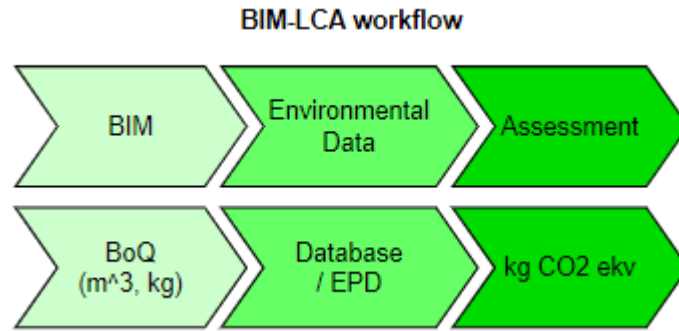 BIM-LCA workflow
BIM
Environmental
Data
Assessment
BoQ
(m^3, kg)
Database
/ EPD
kg CO2 ekv